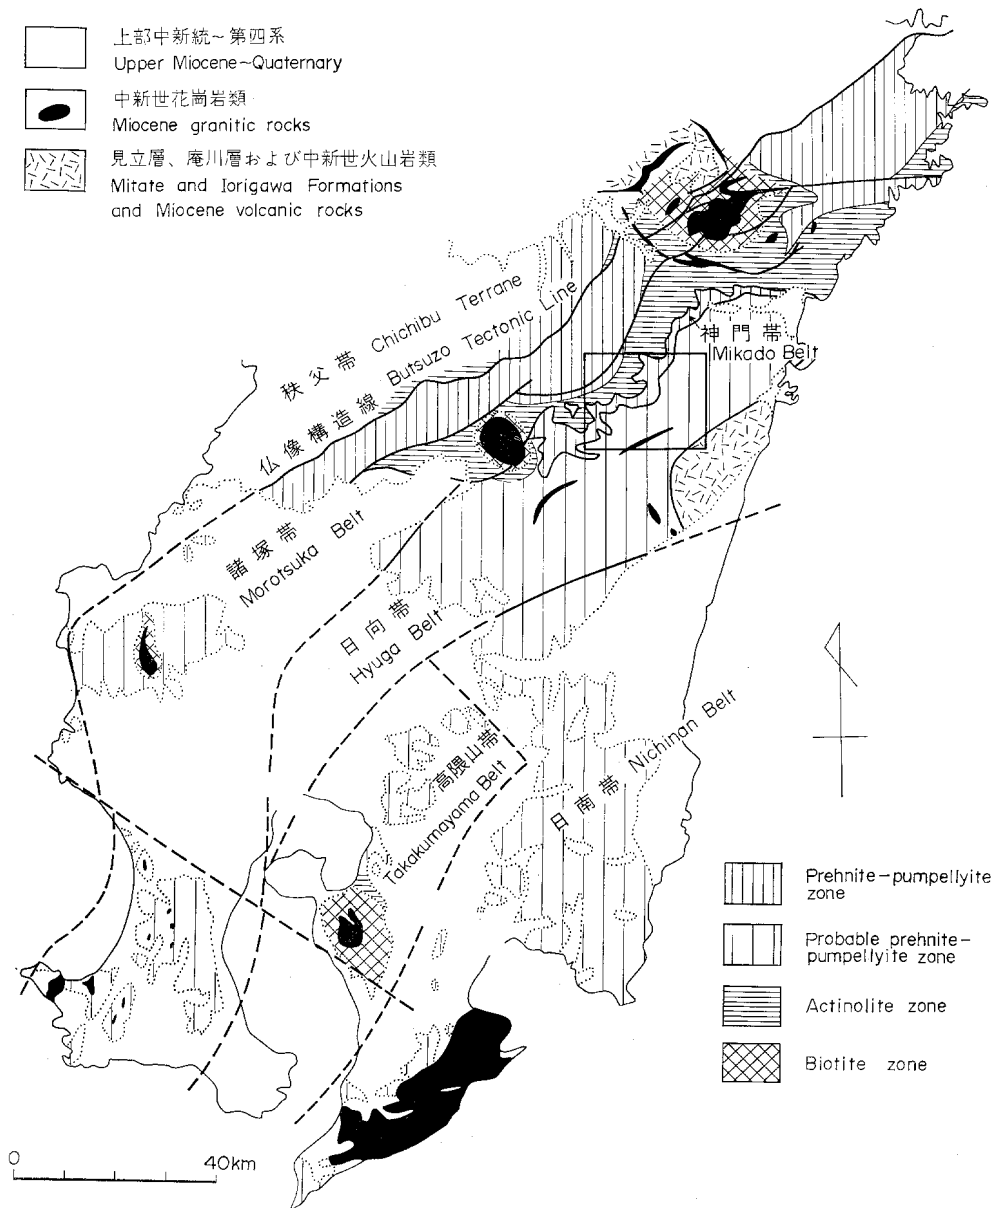 上部中新統~第四系
Upper Miocene~Quaternary
中新世花崗岩類
Miocene granitic rocks
見立層、庵川層および中新世火山岩類
Mitate and Iorigawa Formations
and Miocene volcanic rocks
秩父帯 Chichibu Terrane
仏像構造線 Butsuzo Tectonic Line
神門帯
Mikado Belt
諸塚帯
Morotsuka Belt
日向帯
Hyuga Belt
高隈山帯
Takakumayama Belt
日南帯 Nichinan Belt
Prehnite-pumpellyite
zone
Probable prehnite-
pumpellyite zone
Actinolite zone
Biotite zone
0 40km